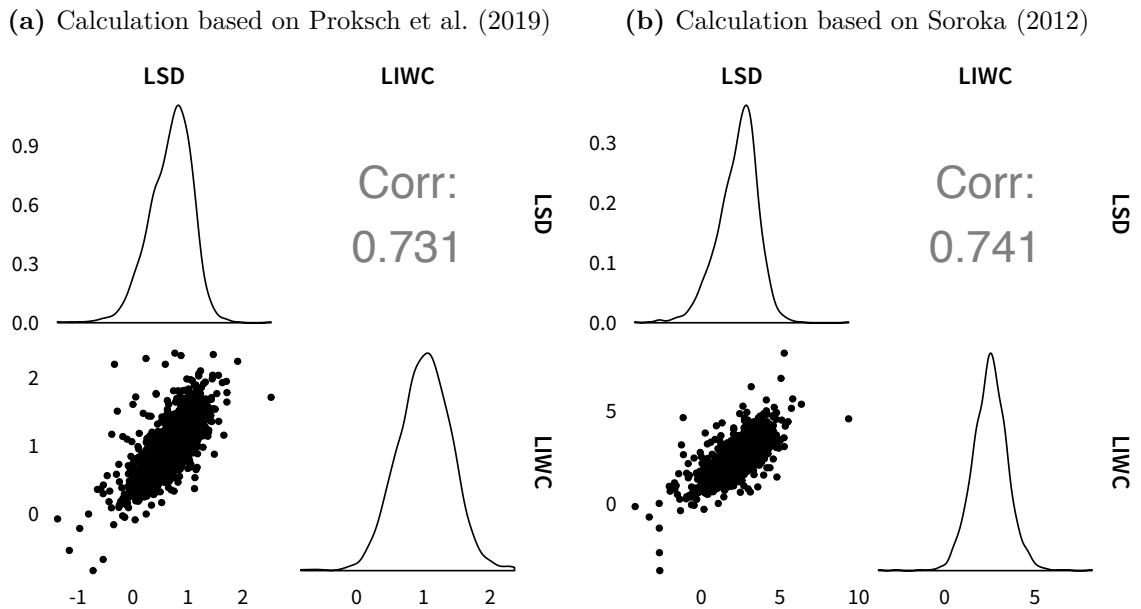 (a) Calculation based on Proksch et al. (2019)
LSD LIWC
0.9
0.6
0.3
0.0
Corr:
0.731
LSD
2
1
0
LIWC
-1 0 1 2 0 1 2
(b) Calculation based on Soroka (2012)
LSD LIWC
0.3
0.2
0.1
0.0
Corr:
0.741
LSD
5
0
LIWC
0 5 10 0 5